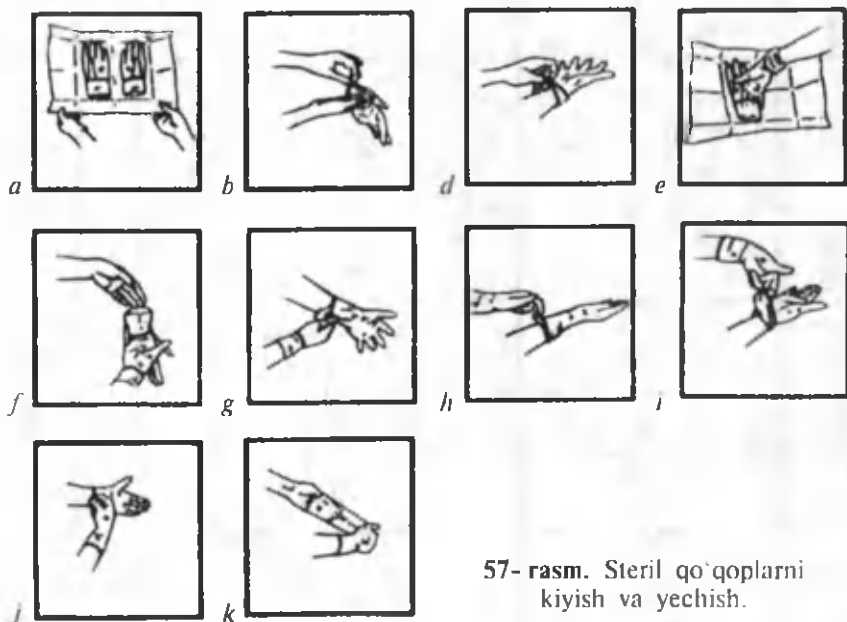 a b d e
f g h i
j k
57- rasm. Steril qo‘qoplarni
kiyish va yechish.